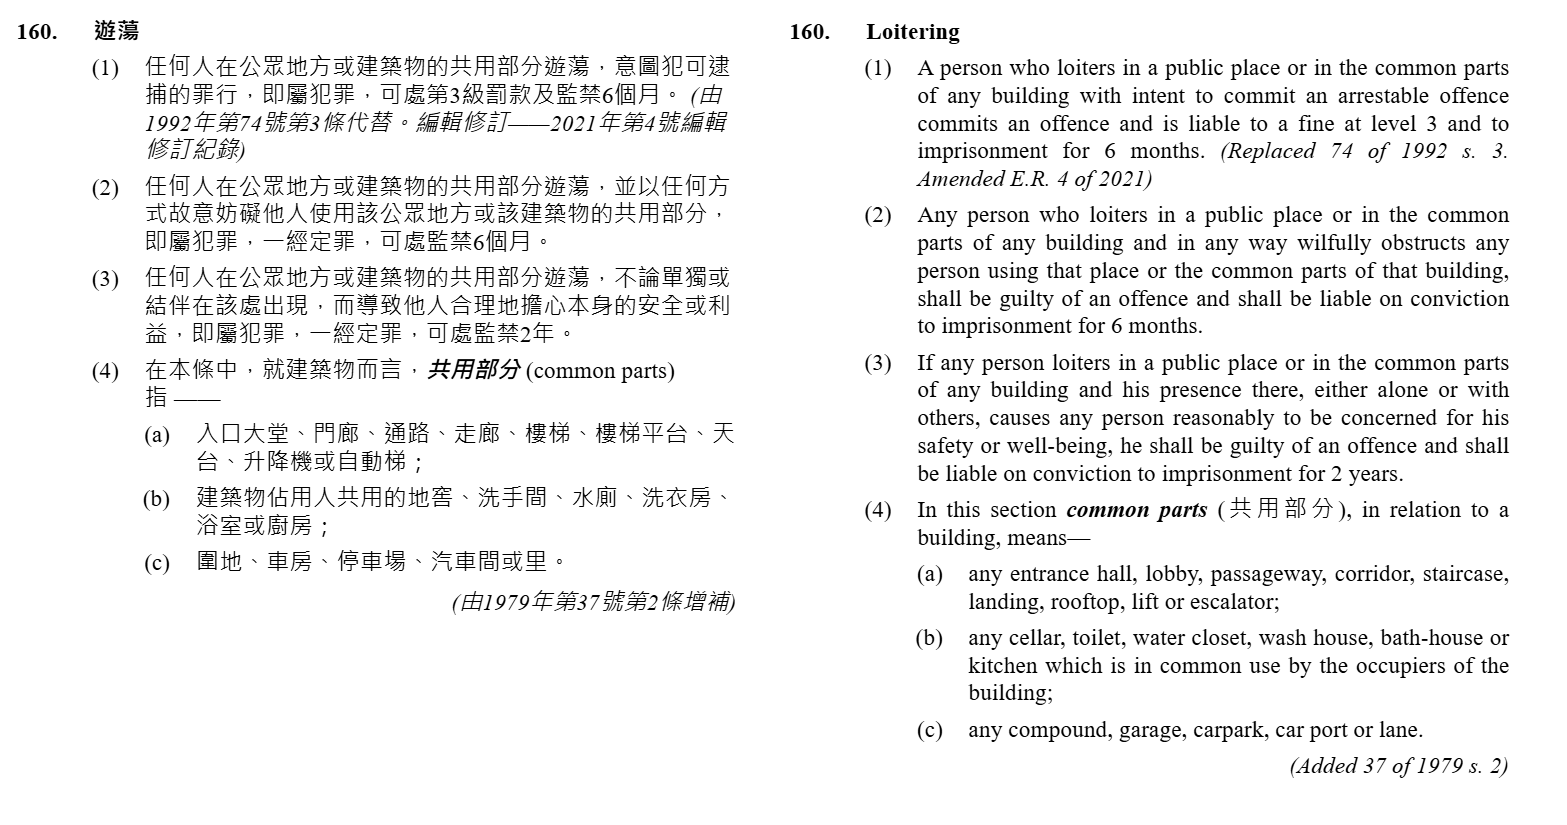 160. 遊蕩
(1) 任何人在公眾地方或建築物的共用部分遊蕩，意圖犯可逮
捕的罪行，即屬犯罪，可處第3級罰款及監禁6個月。 (由
1992年第74號第3條代替。編輯修訂——2021年第4號編輯
修訂紀錄)
(2) 任何人在公眾地方或建築物的共用部分遊蕩，並以任何方
式故意妨礙他人使用該公眾地方或該建築物的共用部分，
即屬犯罪，一經定罪，可處監禁6個月。
(3) 任何人在公眾地方或建築物的共用部分遊蕩，不論單獨或
結伴在該處出現，而導致他人合理地擔心本身的安全或利
益，即屬犯罪，一經定罪，可處監禁2年。
(4) 在本條中，就建築物而言，共用部分 (common parts)
指 ——
(a) 入口大堂、門廊、通路、走廊、樓梯、樓梯平台、天
台、升降機或自動梯；
(b) 建築物佔用人共用的地窖、洗手間、水廁、洗衣房、
浴室或廚房；
(c) 圍地、車房、停車場、汽車間或里。
(由1979年第37號第2條增補)
160. Loitering
(1) A person who loiters in a public place or in the common parts
of any building with intent to commit an arrestable offence
commits an offence and is liable to a fine at level 3 and to
imprisonment for 6 months. (Replaced 74 of 1992 s. 3.
Amended E.R. 4 of 2021)
(2) Any person who loiters in a public place or in the common
parts of any building and in any way wilfully obstructs any
person using that place or the common parts of that building,
shall be guilty of an offence and shall be liable on conviction
to imprisonment for 6 months.
(3) If any person loiters in a public place or in the common parts
of any building and his presence there, either alone or with
others, causes any person reasonably to be concerned for his
safety or well-being, he shall be guilty of an offence and shall
be liable on conviction to imprisonment for 2 years.
(4) In this section common parts (共用部分), in relation to a
building, means—
(a) any entrance hall, lobby, passageway, corridor, staircase,
landing, rooftop, lift or escalator;
(b) any cellar, toilet, water closet, wash house, bath-house or
kitchen which is in common use by the occupiers of the
building;
(c) any compound, garage, carpark, car port or lane.
(Added 37 of 1979 s. 2)